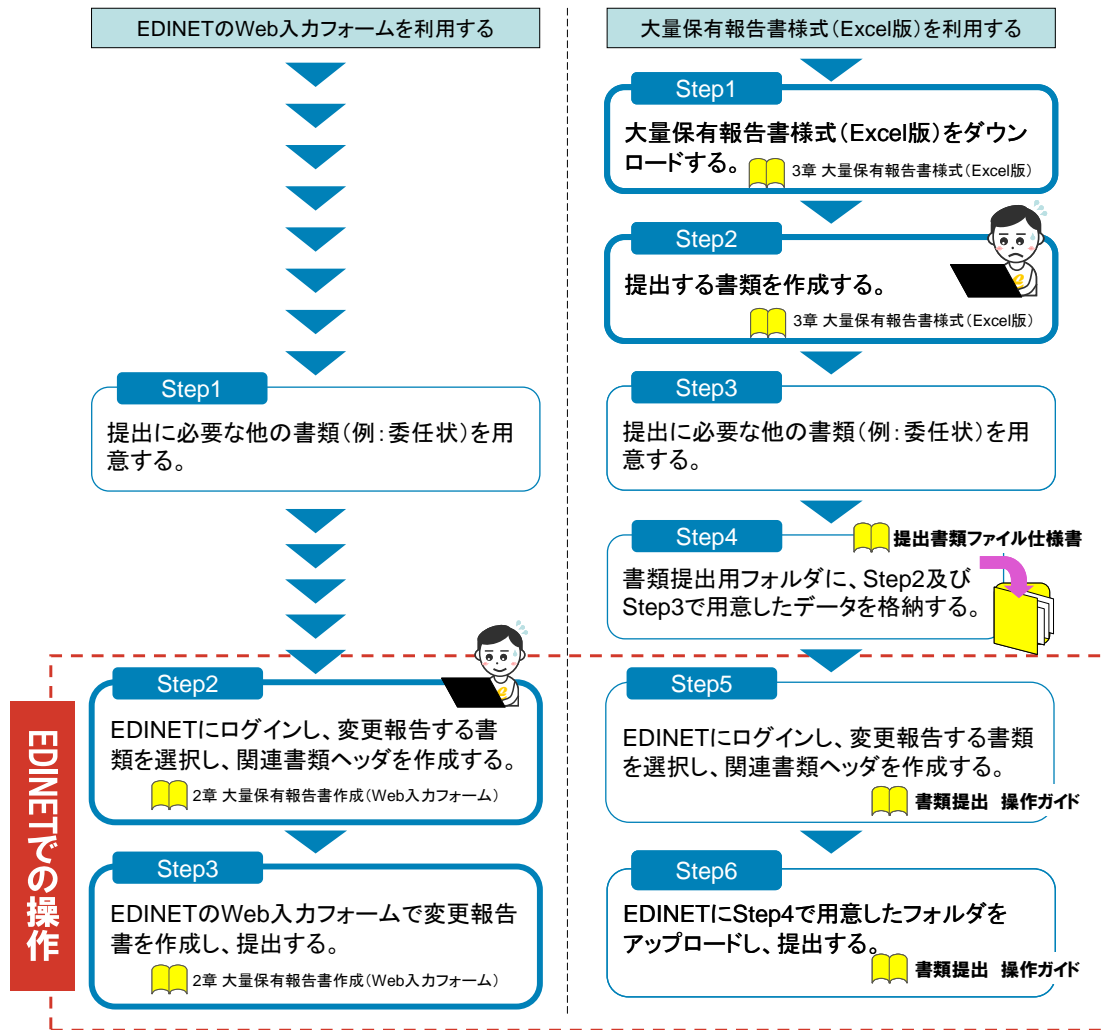 EDINETのWeb入力フォームを利用する
Step1
提出に必要な他の書類(例:委任状)を用
意する。
Step2
EDINETにログインし、変更報告する書
類を選択し、関連書類ヘッダを作成する。
2章 大量保有報告書作成(Web入力フォーム)
Step3
EDINETのWeb入力フォームで変更報告
書を作成し、提出する。
2章 大量保有報告書作成(Web入力フォーム)
大量保有報告書様式(Excel版)を利用する
Step1
大量保有報告書様式(Excel版)をダウン
ロードする。
3章 大量保有報告書様式(Excel版)
Step2
提出する書類を作成する。
3章 大量保有報告書様式(Excel版)
Step3
提出に必要な他の書類(例:委任状)を用
意する。
Step4
提出書類ファイル仕様書
書類提出用フォルダに、Step2及び
Step3で用意したデータを格納する。
Step5
EDINETにログインし、変更報告する書類
を選択し、関連書類ヘッダを作成する。
書類提出 操作ガイド
Step6
EDINETにStep4で用意したフォルダを
アップロードし、提出する。
書類提出 操作ガイド
EDINETでの操作